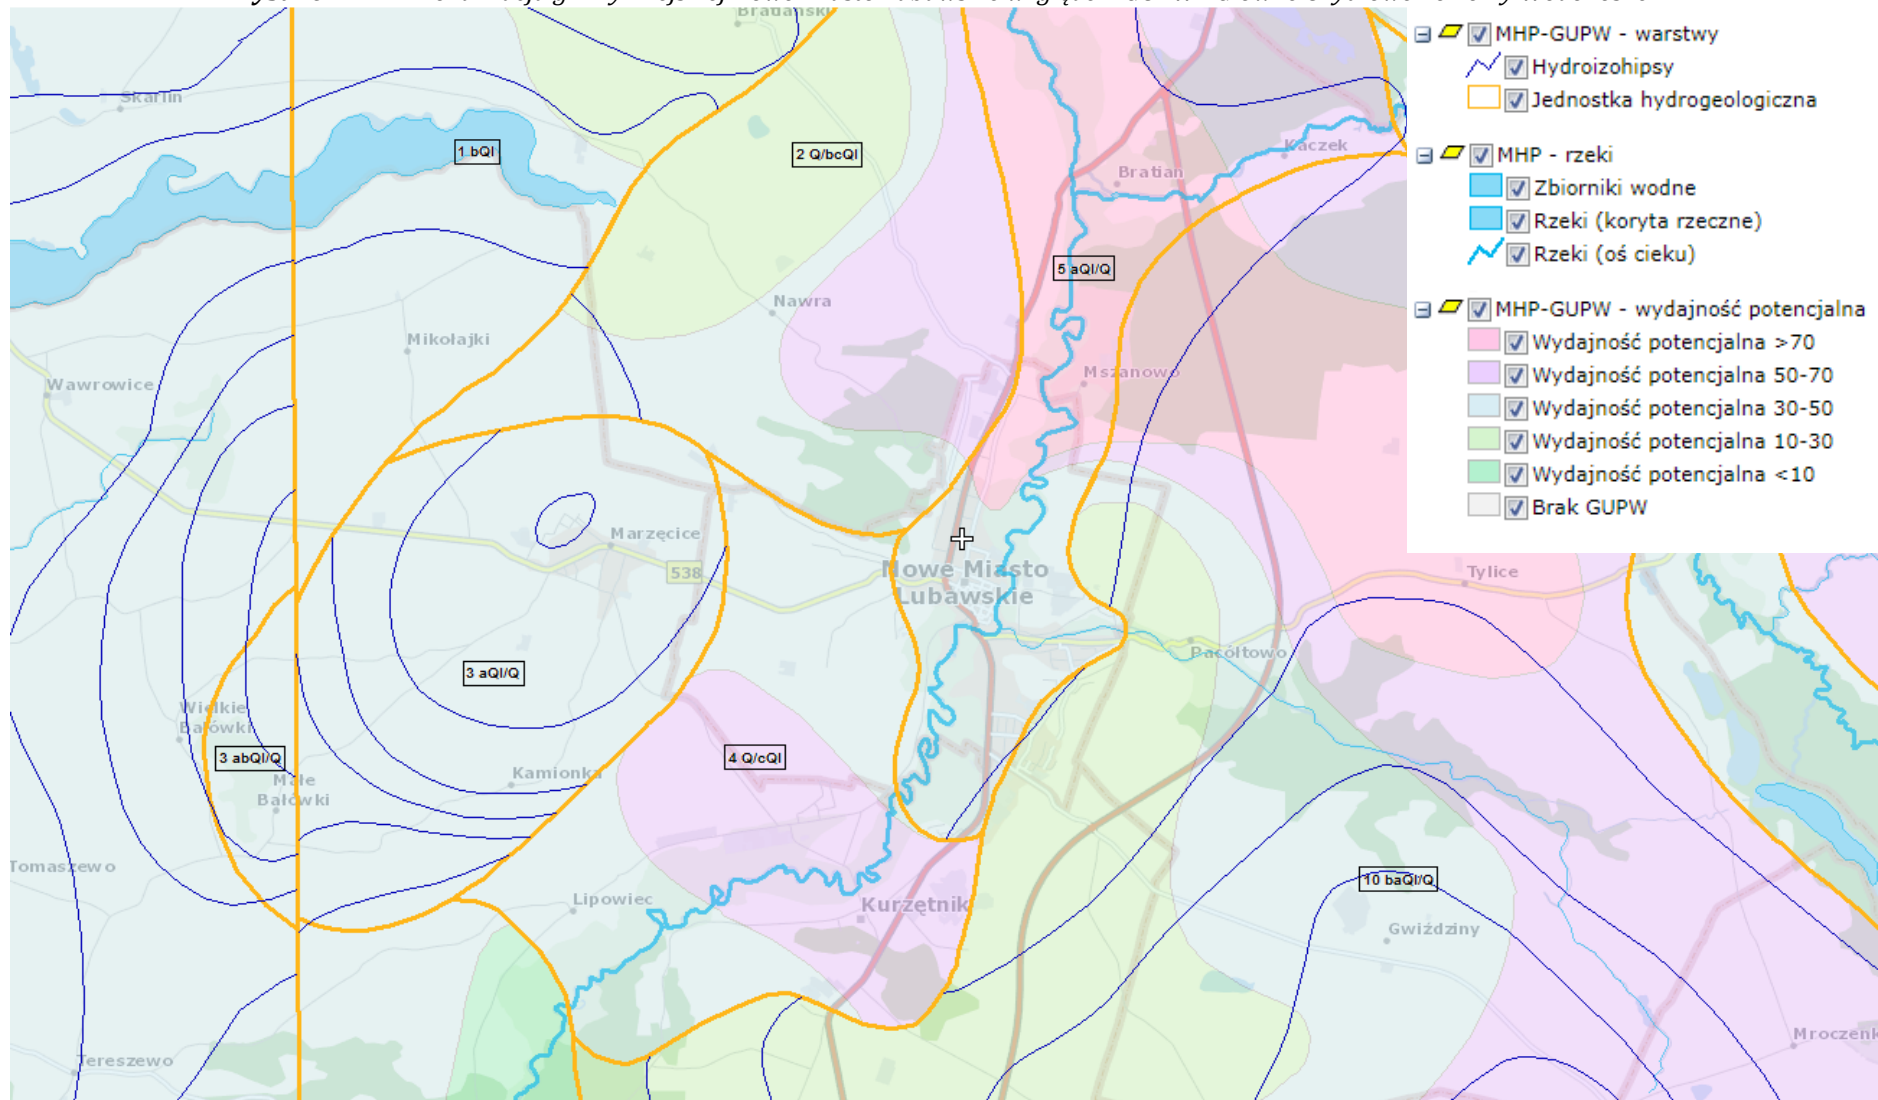 MHP-GUPW - warstwy
Hydroizohipsy
Jednostka hydrogeologiczna
MHP - rzeki
Zbiorniki wodne
Rzeki (koryta rzeczne)
Rzeki (oś cieku)
MHP-GUPW - wydajność potencjalna
Wydajność potencjalna >70
Wydajność potencjalna 50-70
Wydajność potencjalna 30-50
Wydajność potencjalna 10-30
Wydajność potencjalna <10
Brak GUPW
Bratiański
Skarlin
1 bQI
2 Q/bcQI
Kaczek
Bratian
5 aQI/Q
Nawra
Mikołajki
Mszanowo
Wawrowice
Marzęcice
538
Nowe Miasto
Lubawskie
Tylice
Pacółtowo
3 aQI/Q
Wielkie
Bałówki
3 abQI/Q
4 Q/cQI
Kamionka
Małe
Bałówki
Tomaszewo
10 baQI/Q
Lipowiec
Kurzętnik
Gwiździny
Mroczenk
Tereszewo